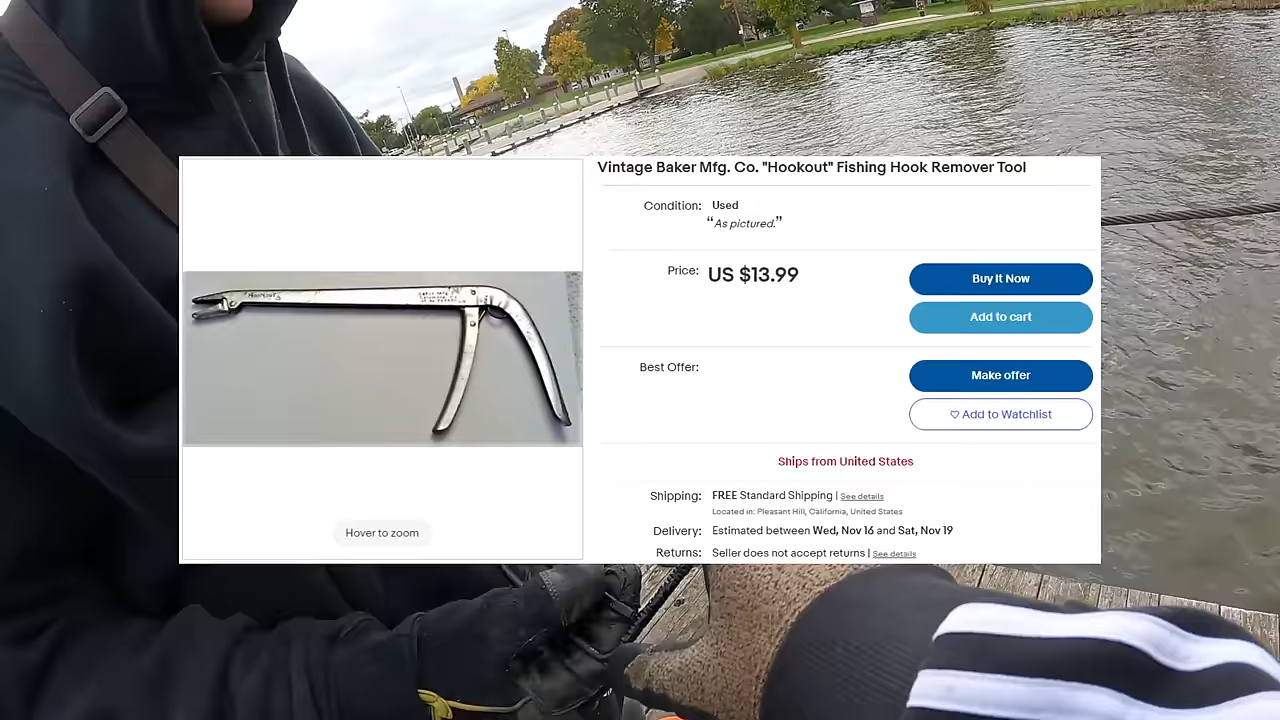 Vintage Baker Mfg. Co. "Hookout" Fishing Hook Remover Tool
Condition: Used
“As pictured.”
Price: US $13.99
Buy It Now
Add to cart
Best Offer:
Make offer
♡ Add to Watchlist
Ships from United States
Shipping: FREE Standard Shipping | See details
Located in: Pleasant Hill, California, United States
Delivery: Estimated between Wed, Nov 16 and Sat, Nov 19
Returns: Seller does not accept returns | See details
HOOKOUT
Hover to zoom